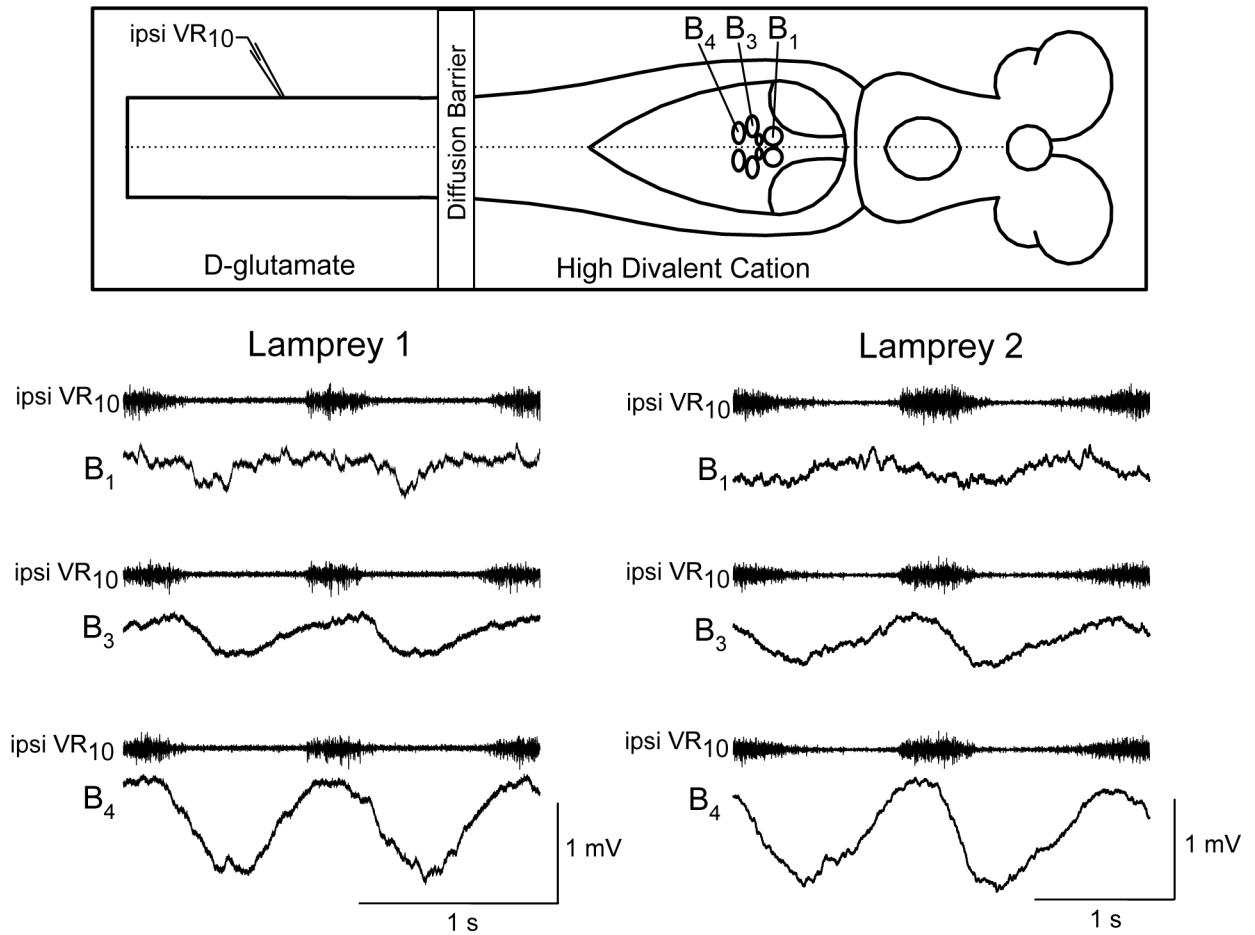 ipsi VR10
B4 B3 B1
Diffusion Barrier
D-glutamate
High Divalent Cation
Lamprey 1
ipsi VR10
B1
ipsi VR10
B3
ipsi VR10
B4
1 mV
1 s
Lamprey 2
ipsi VR10
B1
ipsi VR10
B3
ipsi VR10
B4
1 mV
1 s